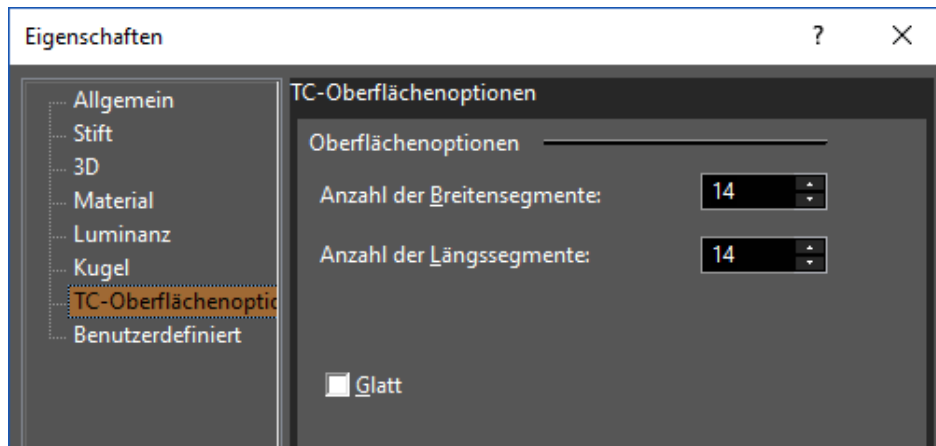 Eigenschaften
?
Allgemein
Stift
3D
Material
Luminanz
Kugel
TC-Oberflächenoptio
Benutzerdefiniert
TC-Oberflächenoptionen
Oberflächenoptionen
Anzahl der Breitensegmente: 14
Anzahl der Längssegmente: 14
Glatt